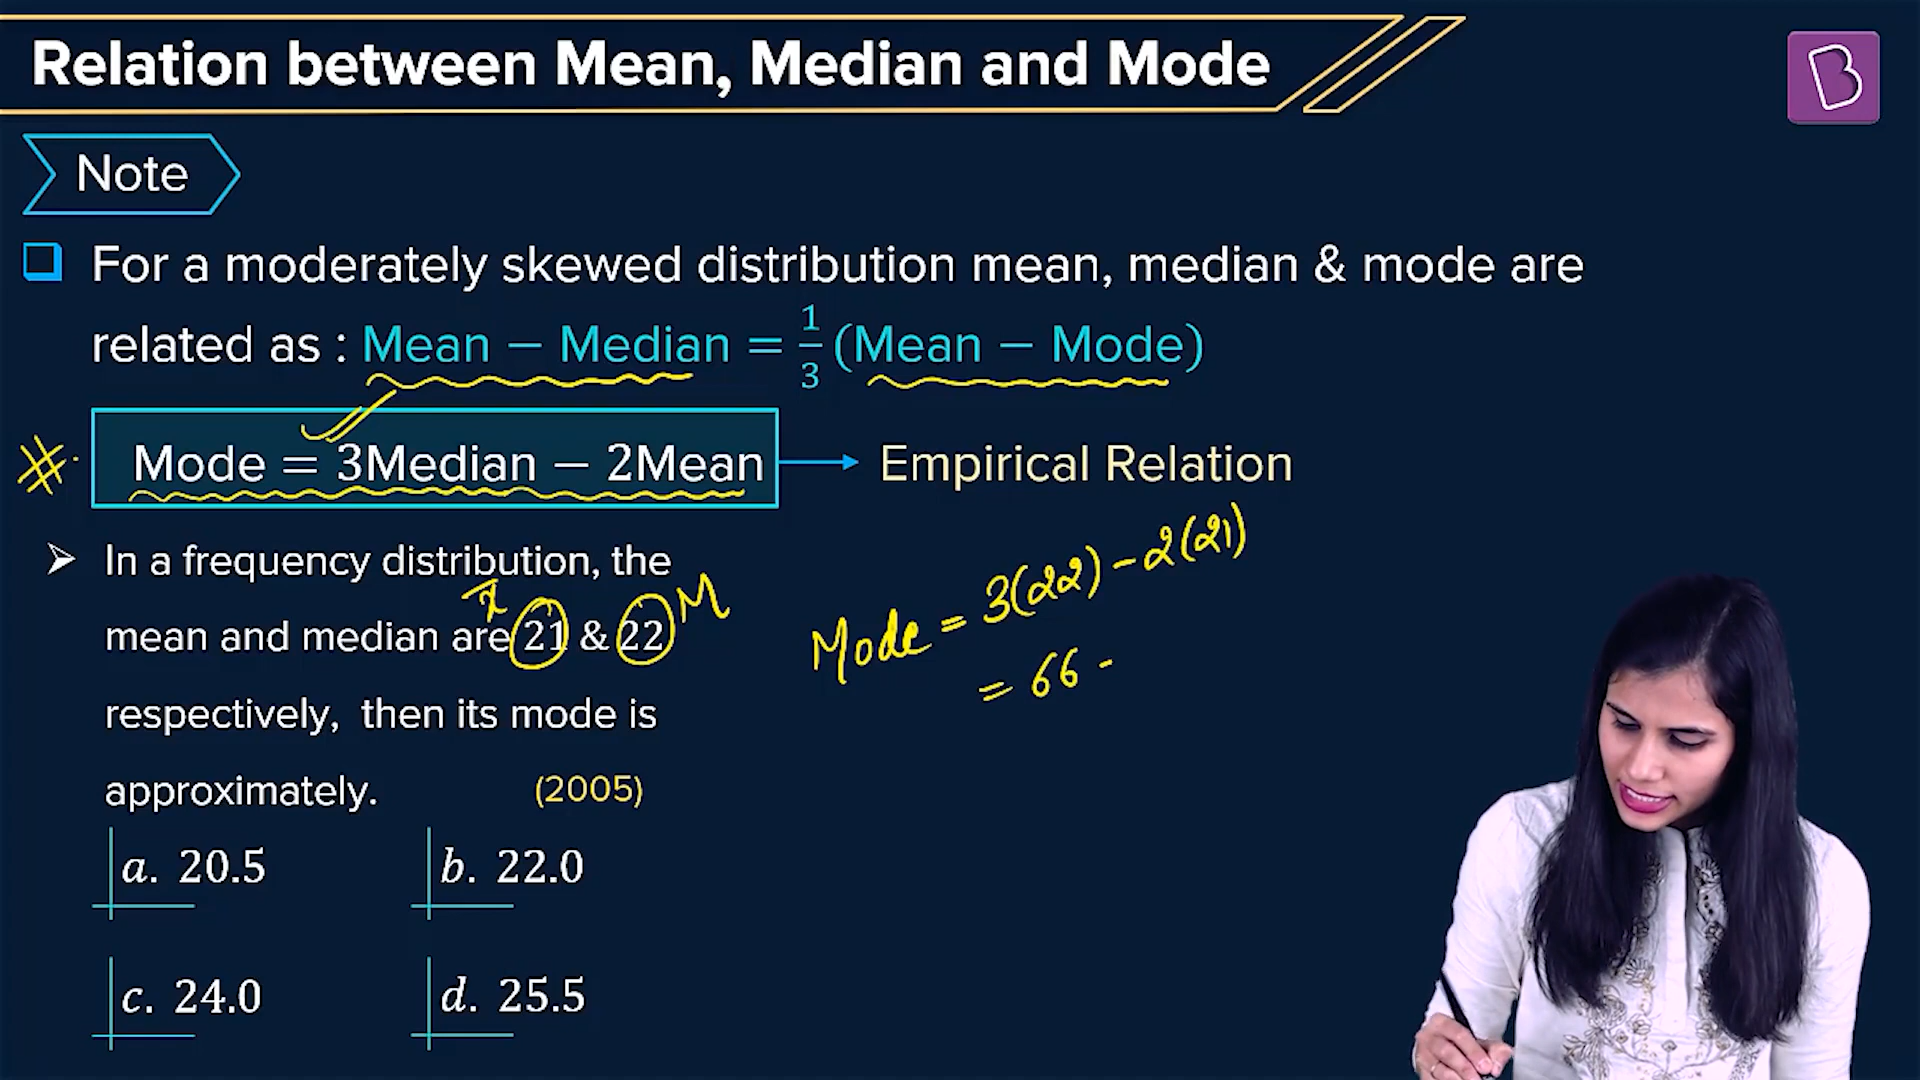 Relation between Mean, Median and Mode
B
Note
For a moderately skewed distribution mean, median & mode are
related as : Mean − Median = 1/3 (Mean − Mode)
Mode = 3Median − 2Mean → Empirical Relation
➢ In a frequency distribution, the
mean and median are 21 & 22
x̄ M
respectively, then its mode is
approximately. (2005)
a. 20.5 b. 22.0
c. 24.0 d. 25.5
Mode = 3(22) - 2(21)
= 66 -